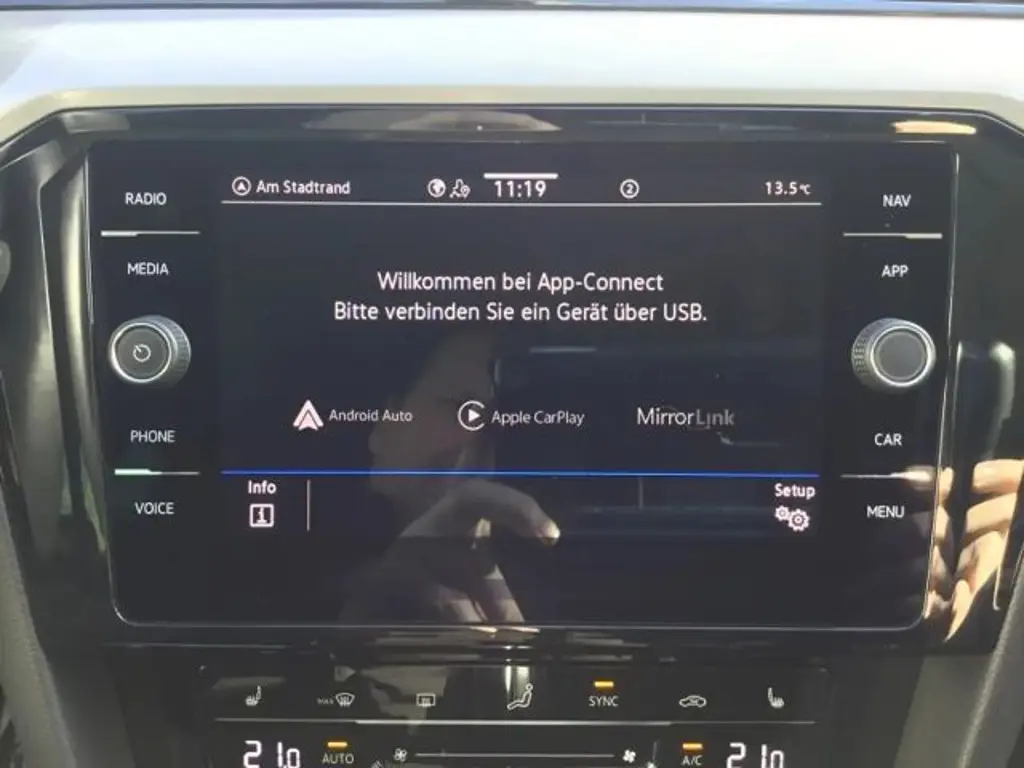 RADIO
MEDIA
PHONE
VOICE
Am Stadtrand
11:19
2
13.5°C
Willkommen bei App-Connect
Bitte verbinden Sie ein Gerät über USB.
Android Auto
Apple CarPlay
MirrorLink
Info
Setup
NAV
APP
CAR
MENU
MAX
SYNC
21.0
AUTO
A/C
21.0